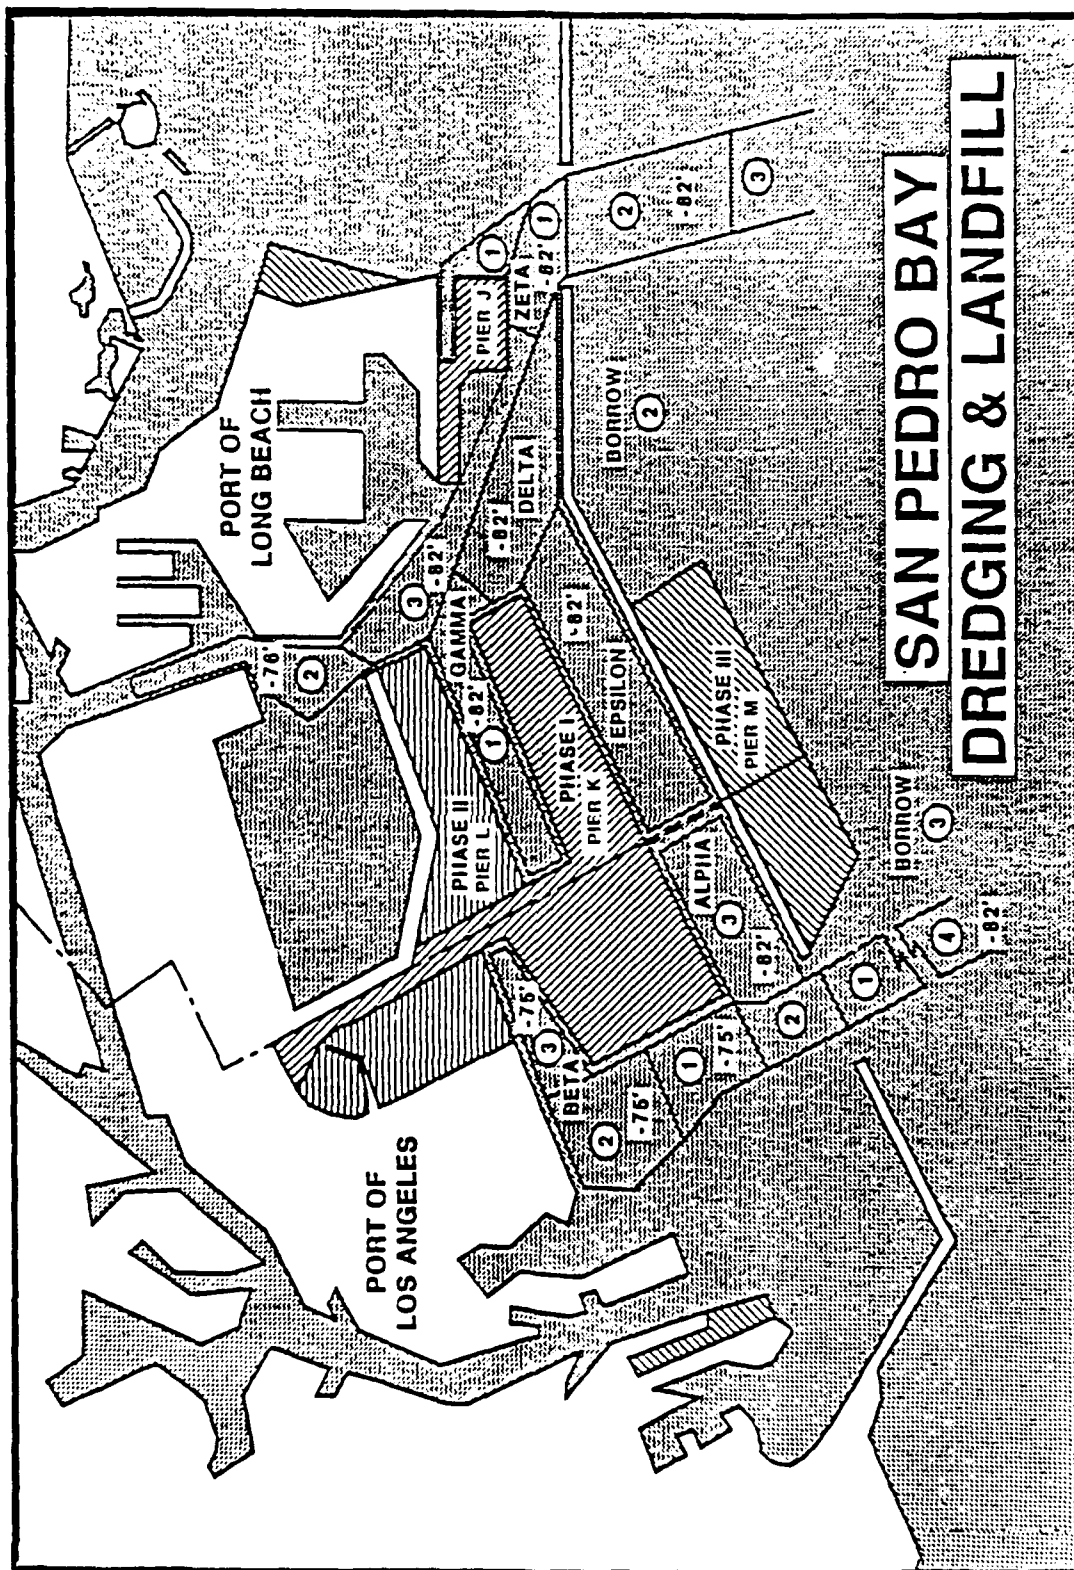 PORT OF
LONG BEACH
PORT OF
LOS ANGELES
-76'
2
3
-82'
GAMMA
-82'
1
PHASE II
PIER L
PHASE I
PIER K
PIER J
1
ZETA
1
-82'
2
-82'
3
DELTA
-82'
BORROW
2
-82'
EPSILON
PHASE III
PIER M
BORROW
3
ALPHA
3
-82'
-75'
3
BETA
2
-75'
1
-75'
2
1
4
-82'
SAN PEDRO BAY
DREDGING & LANDFILL